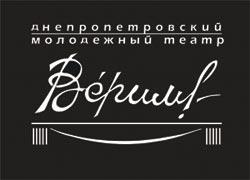 днепропетровский
молодежный театр
Верим!